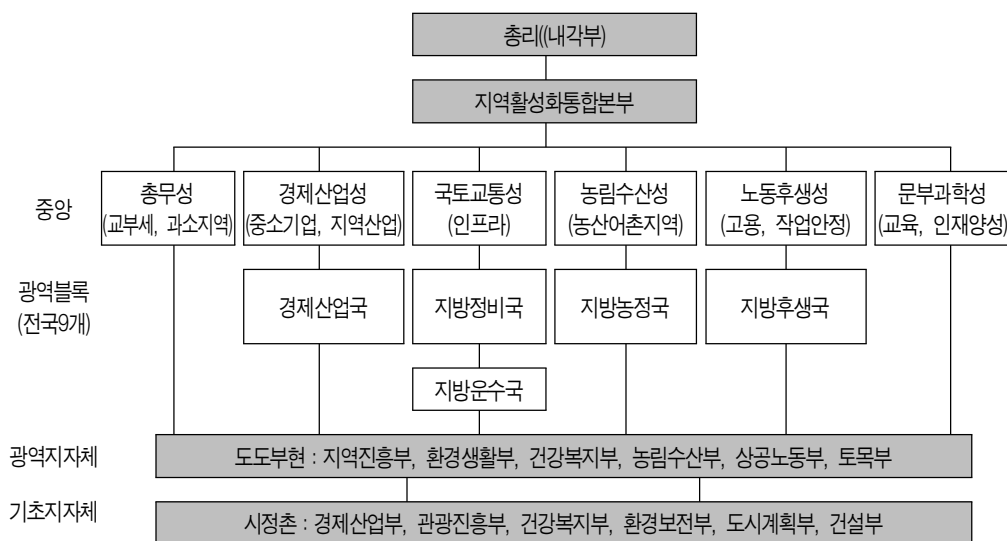 총리((내각부)
지역활성화통합본부
중앙
총무성
(교부세, 과소지역)
경제산업성
(중소기업, 지역산업)
국토교통성
(인프라)
농림수산성
(농산어촌지역)
노동후생성
(고용, 작업안정)
문부과학성
(교육, 인재양성)
광역블록
(전국9개)
경제산업국
지방정비국
지방농정국
지방후생국
지방운수국
광역지자체
도도부현 : 지역진흥부, 환경생활부, 건강복지부, 농림수산부, 상공노동부, 토목부
기초지자체
시정촌 : 경제산업부, 관광진흥부, 건강복지부, 환경보전부, 도시계획부, 건설부